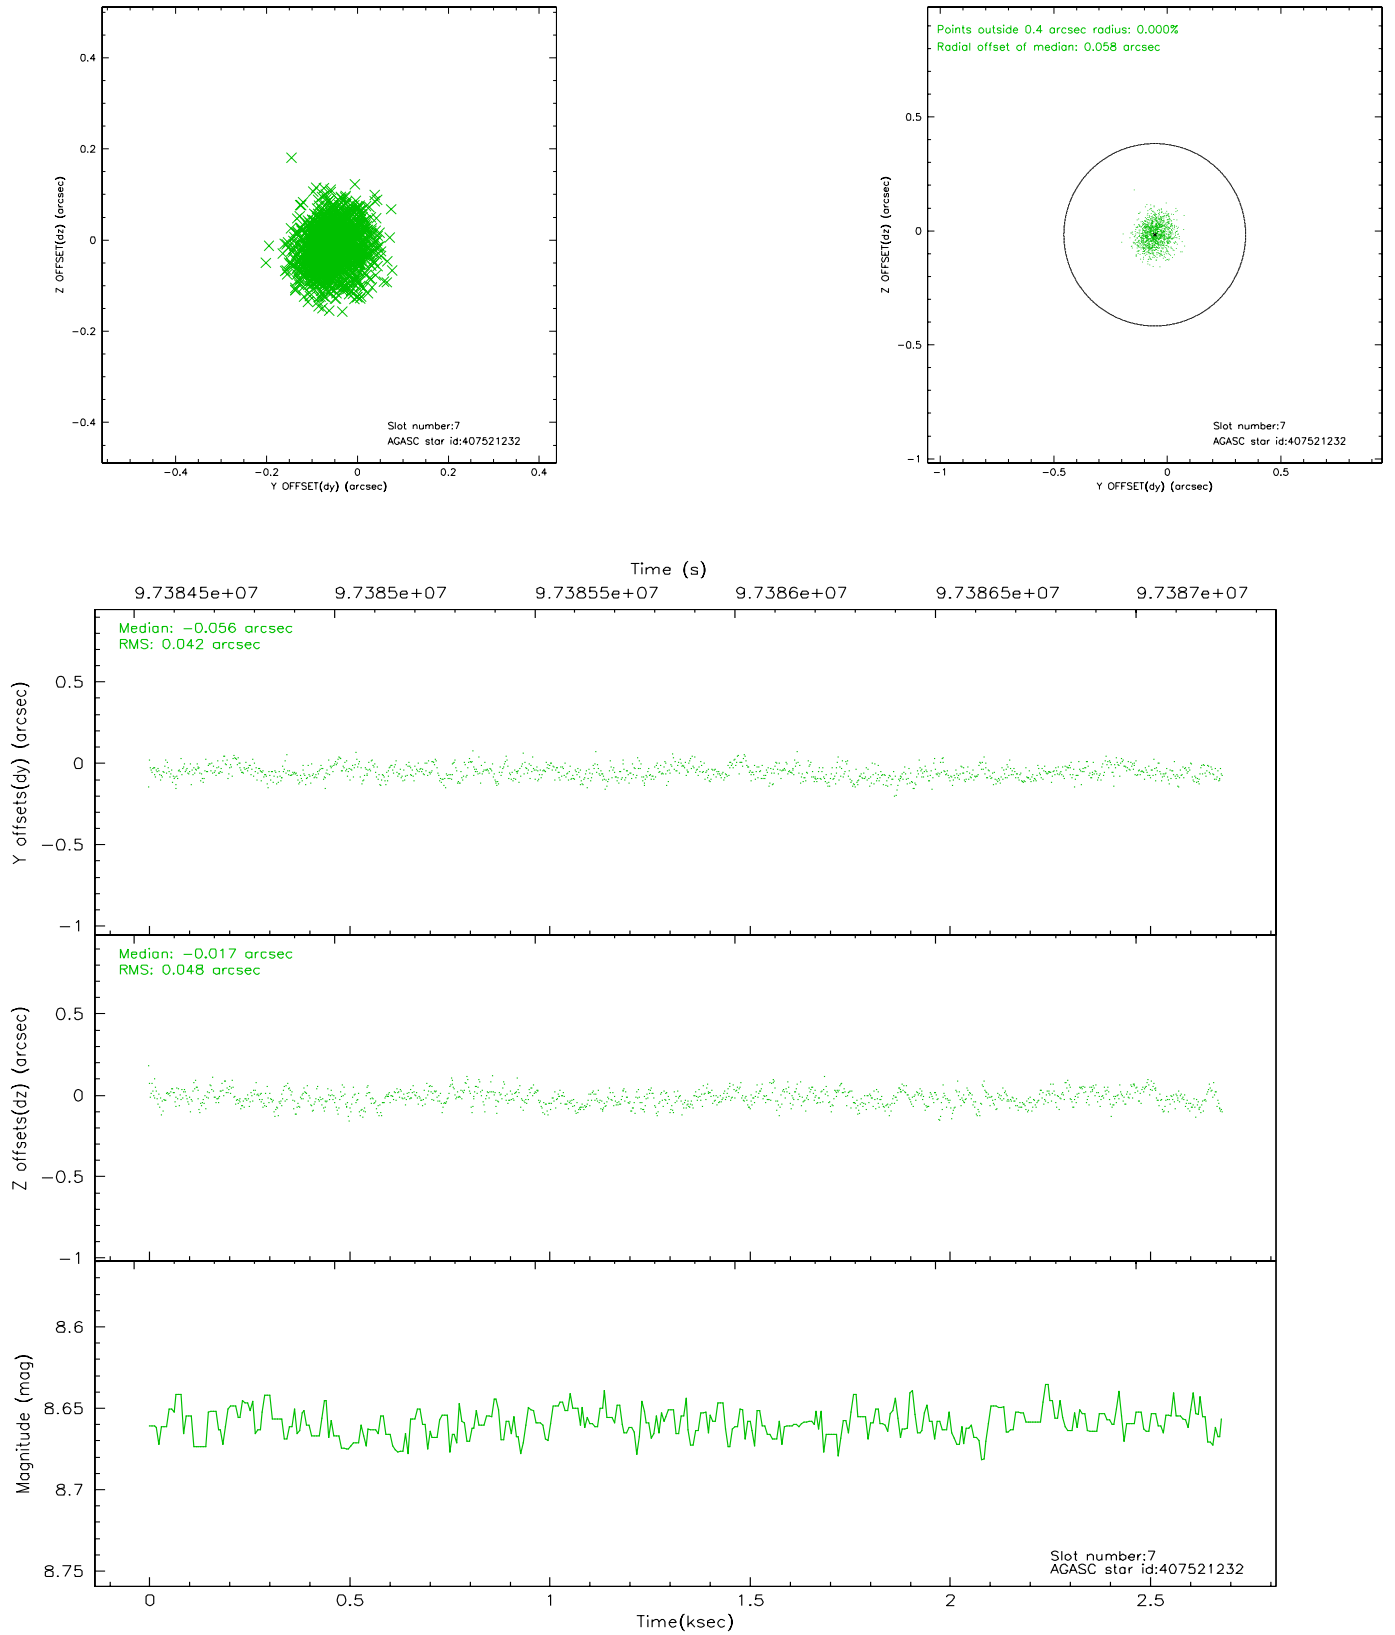 0.4
0.2
0
−0.2
−0.4
Z OFFSET(dz) (arcsec)
Slot number:7
AGASC star id:407521232
−0.4 −0.2 0 0.2 0.4
Y OFFSET(dy) (arcsec)
Points outside 0.4 arcsec radius: 0.000%
Radial offset of median: 0.058 arcsec
0.5
0
−0.5
−1
Z OFFSET(dz) (arcsec)
Slot number:7
AGASC star id:407521232
−1 −0.5 0 0.5
Y OFFSET(dy) (arcsec)
Time (s)
9.73845e+07 9.7385e+07 9.73855e+07 9.7386e+07 9.73865e+07 9.7387e+07
Median: −0.056 arcsec
RMS: 0.042 arcsec
0.5
0
−0.5
−1
Y offsets(dy) (arcsec)
Median: −0.017 arcsec
RMS: 0.048 arcsec
0.5
0
−0.5
−1
Z offsets(dz) (arcsec)
8.6
8.65
8.7
8.75
Magnitude (mag)
Slot number:7
AGASC star id:407521232
0 0.5 1 1.5 2 2.5
Time(ksec)